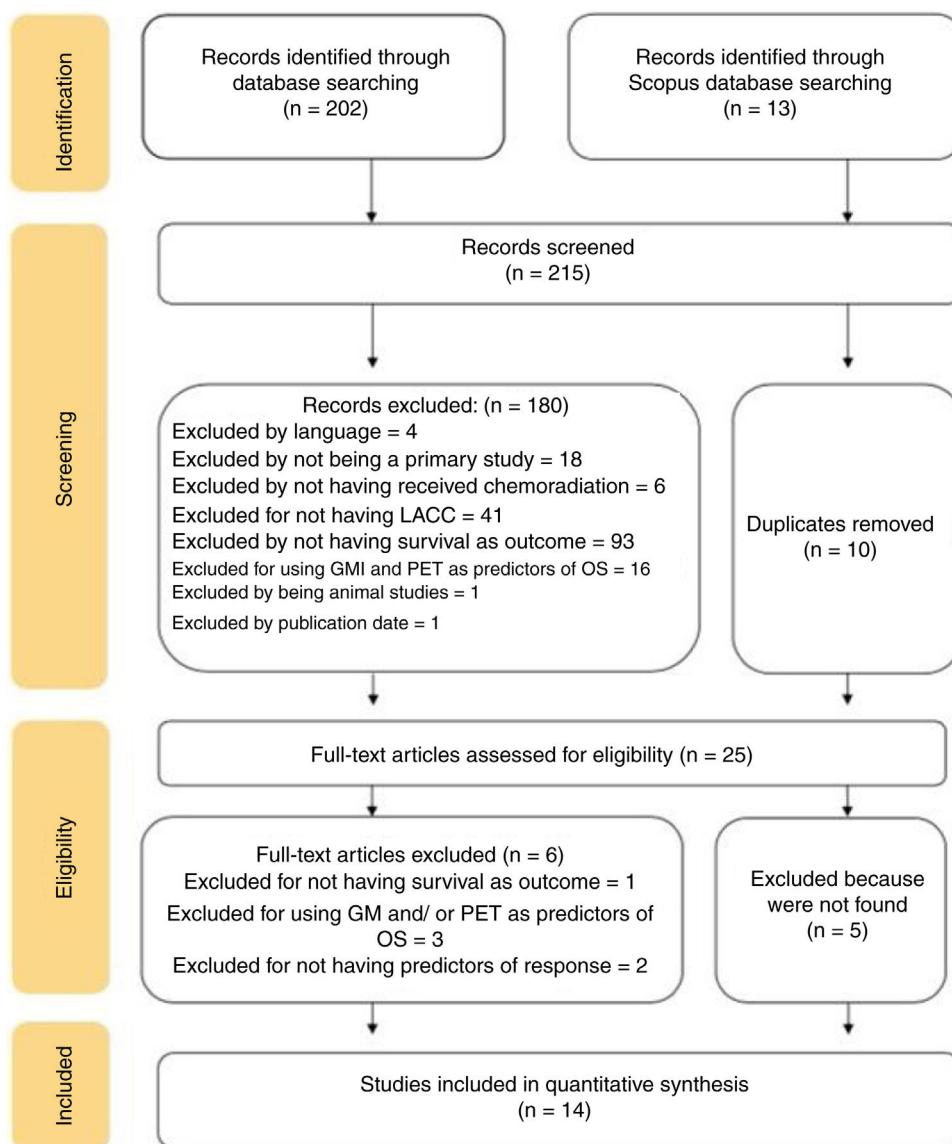 Identification
Records identified through
database searching
(n = 202)
Records identified through
Scopus database searching
(n = 13)
Screening
Records screened
(n = 215)
Records excluded: (n = 180)
Excluded by language = 4
Excluded by not being a primary study = 18
Excluded by not having received chemoradiation = 6
Excluded for not having LACC = 41
Excluded by not having survival as outcome = 93
Excluded for using GMI and PET as predictors of OS = 16
Excluded by being animal studies = 1
Excluded by publication date = 1
Duplicates removed
(n = 10)
Eligibility
Full-text articles assessed for eligibility (n = 25)
Full-text articles excluded (n = 6)
Excluded for not having survival as outcome = 1
Excluded for using GM and/ or PET as predictors of
OS = 3
Excluded for not having predictors of response = 2
Excluded because
were not found
(n = 5)
Included
Studies included in quantitative synthesis
(n = 14)